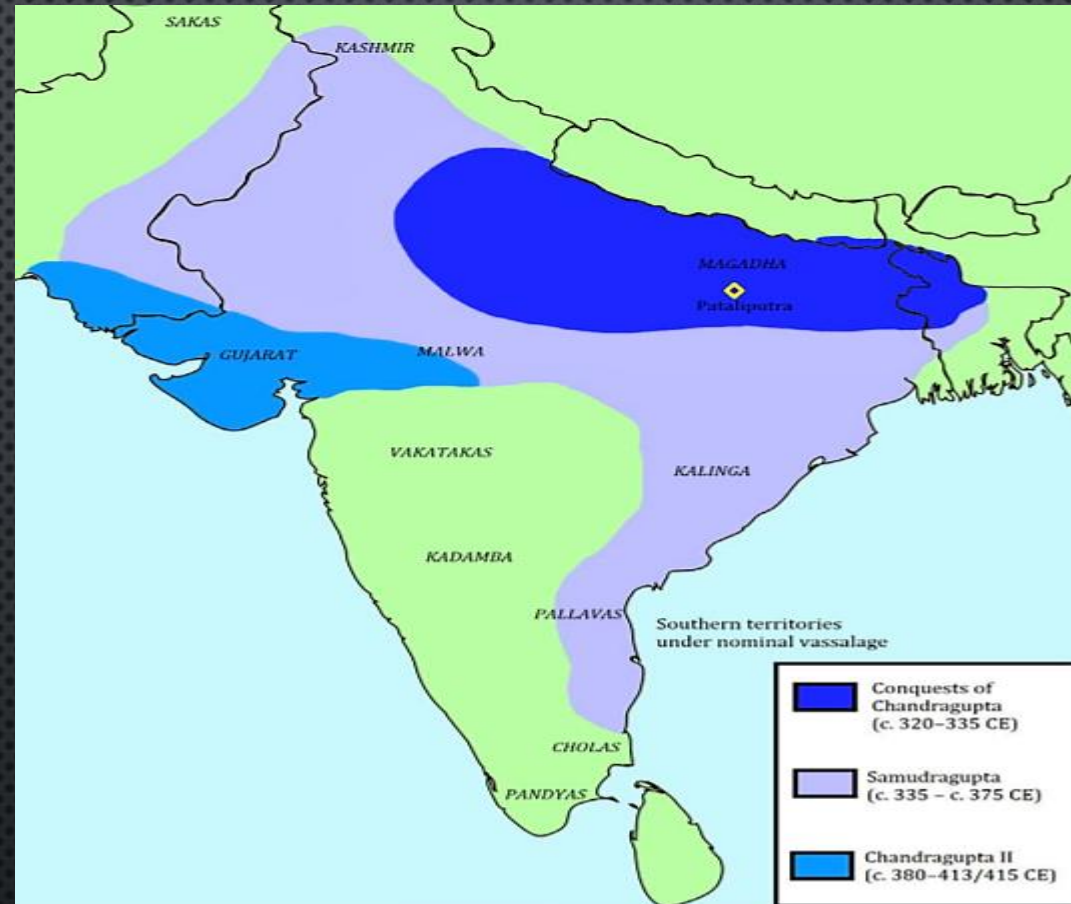 SAKAS
KASHMIR
MAGADHA
Pataliputra
GUJARAT
MALWA
VAKATAKAS
KALINGA
KADAMBA
PALLAVAS
Southern territories
under nominal vassalage
CHOLAS
PANDYAS
Conquests of
Chandragupta
(c. 320–335 CE)
Samudragupta
(c. 335 – c. 375 CE)
Chandragupta II
(c. 380–413/415 CE)